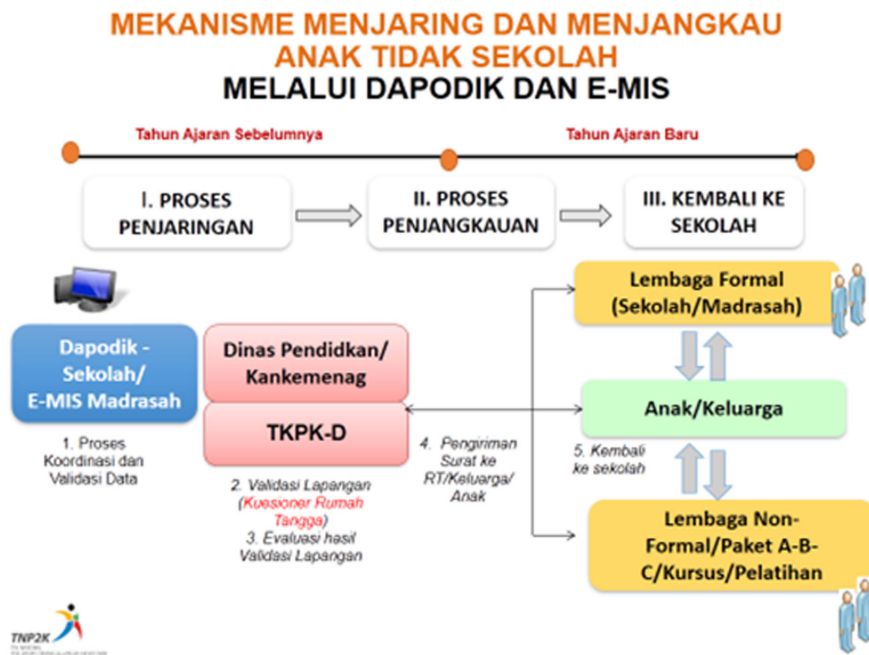 MEKANISME MENJARING DAN MENJANGKAU
ANAK TIDAK SEKOLAH
MELALUI DAPODIK DAN E-MIS
Tahun Ajaran Sebelumnya
Tahun Ajaran Baru
I. PROSES
PENJARINGAN
II. PROSES
PENJANGKAUAN
III. KEMBALI KE
SEKOLAH
Dapodik -
Sekolah/
E-MIS Madrasah
1. Proses
Koordinasi dan
Validasi Data
Dinas Pendidkan/
Kankemenag
TKPK-D
2. Validasi Lapangan
(Kuesioner Rumah
Tangga)
3. Evaluasi hasil
Validasi Lapangan
4. Pengiriman
Surat ke
RT/Keluarga/
Anak
Lembaga Formal
(Sekolah/Madrasah)
Anak/Keluarga
5. Kembali
ke sekolah
Lembaga Non-
Formal/Paket A-B-
C/Kursus/Pelatihan
TNP2K